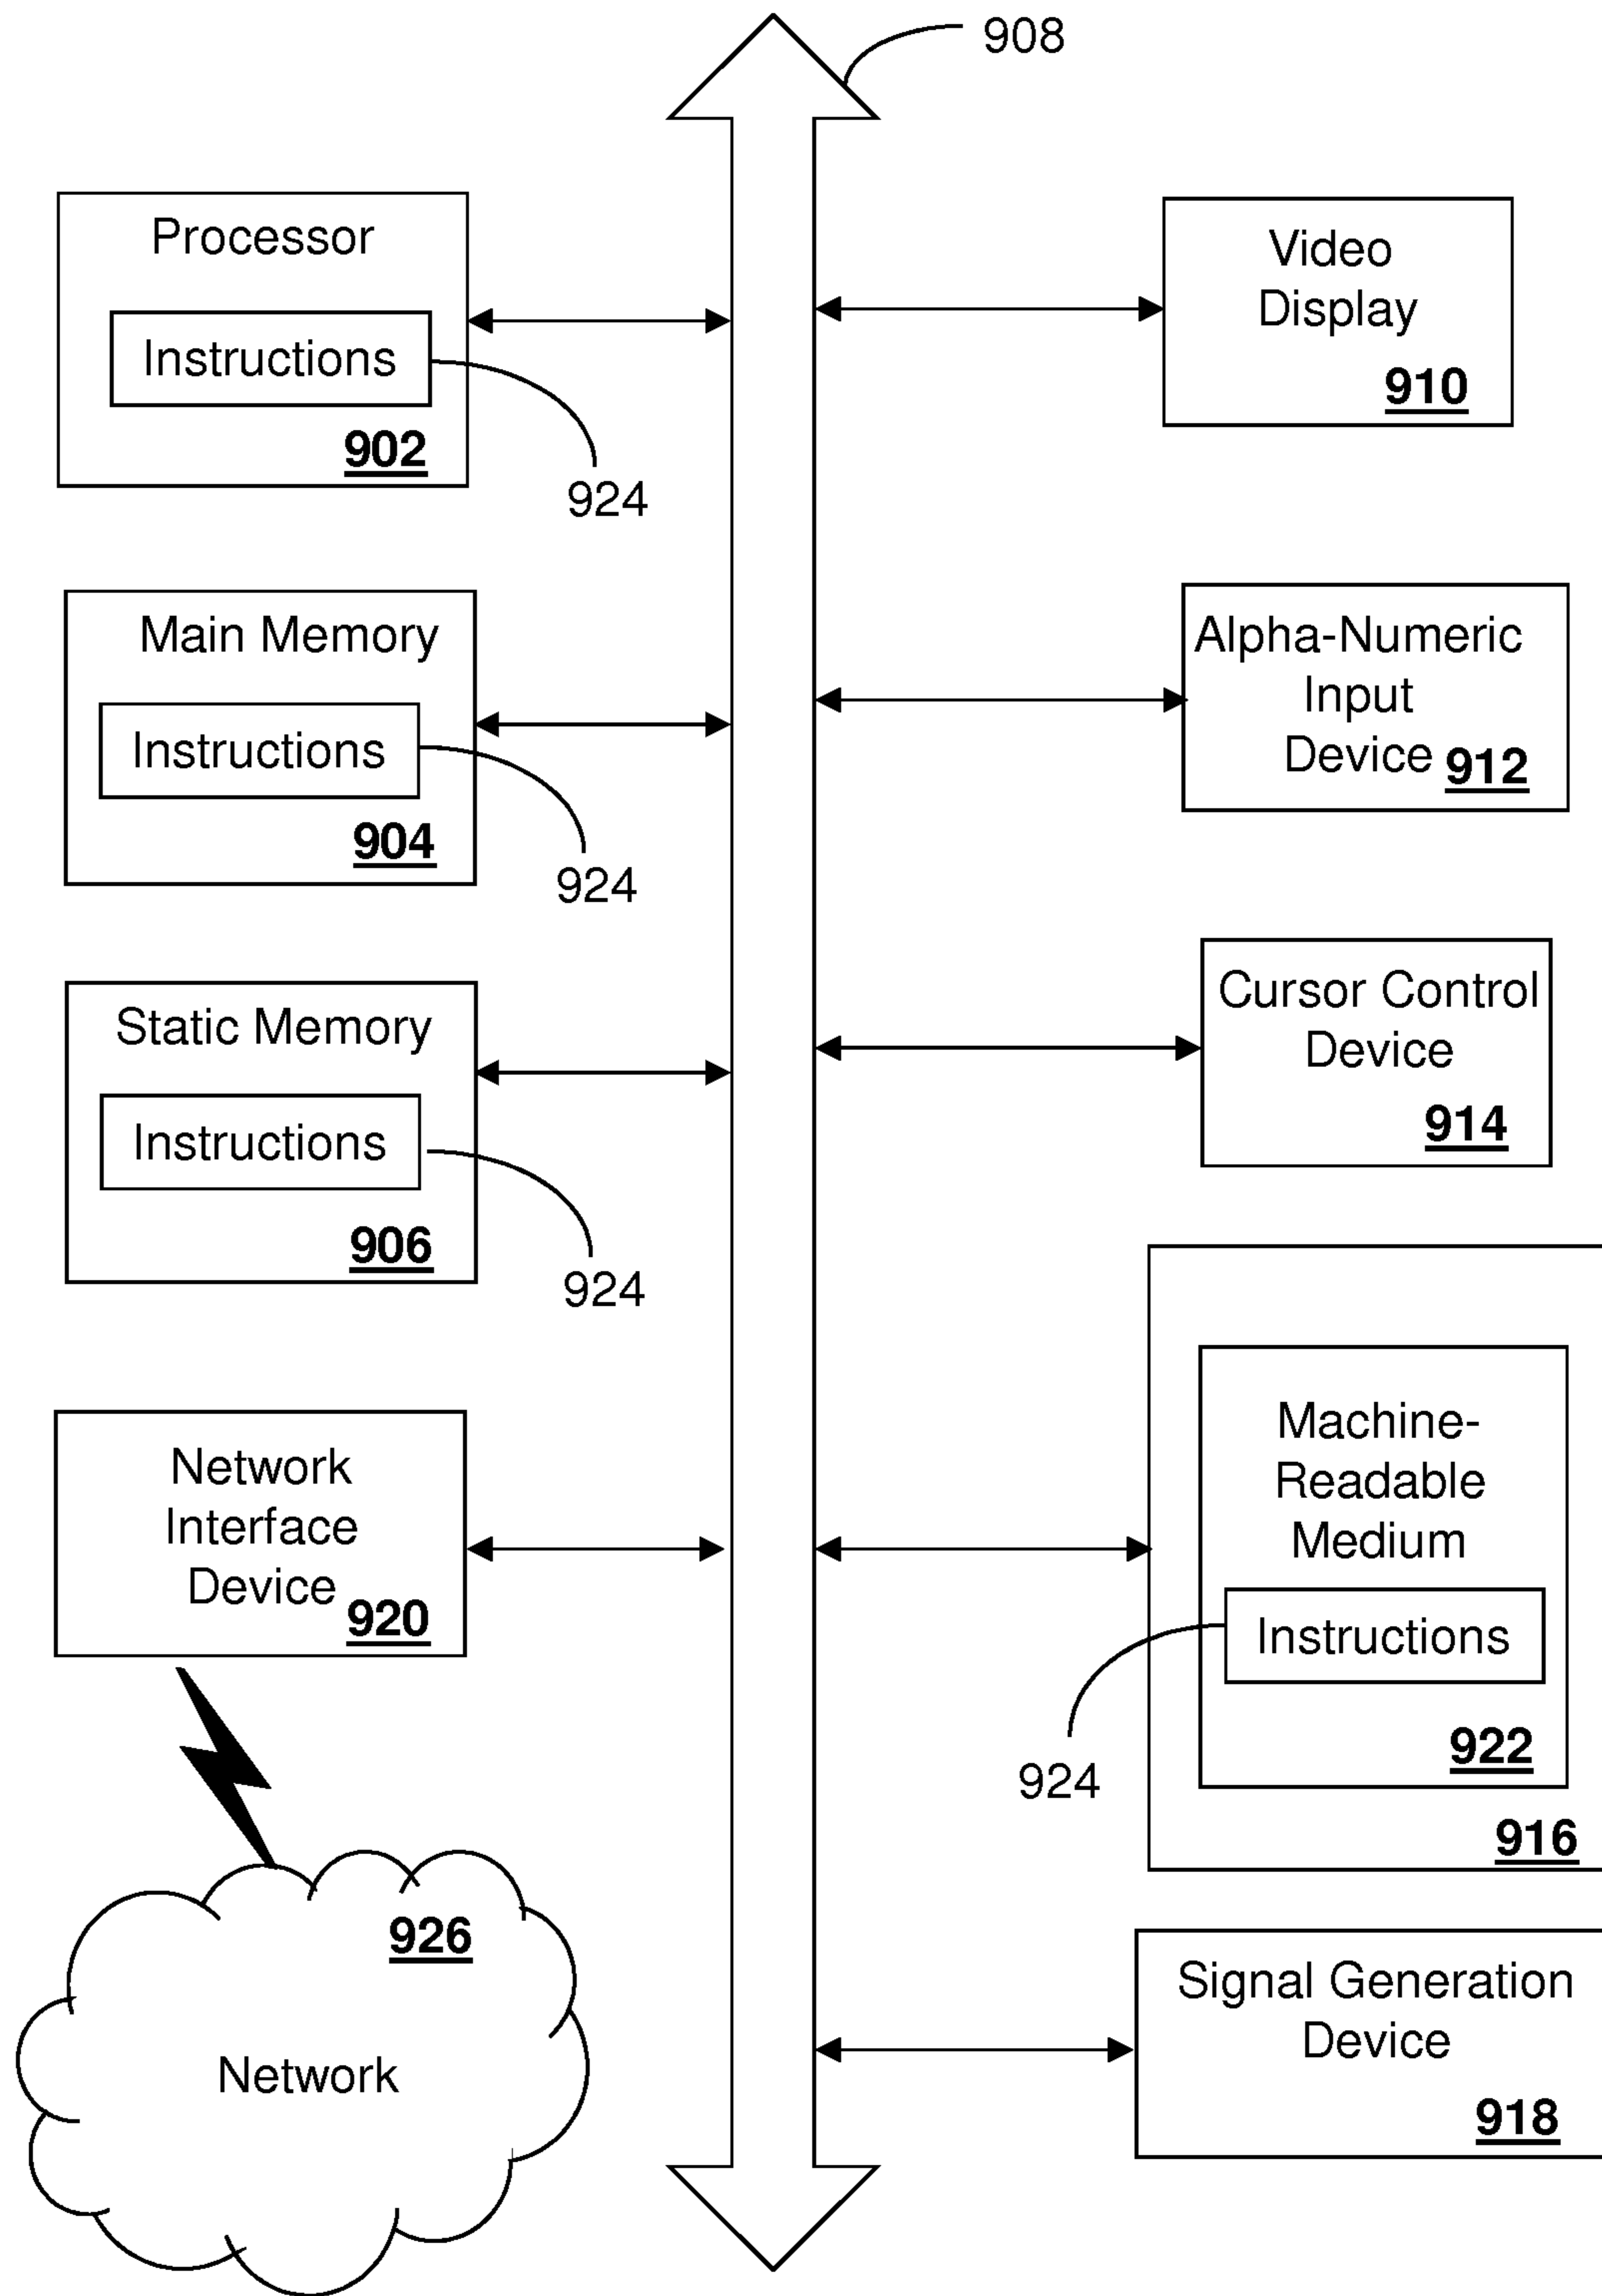 908
Processor
Instructions
902
924
Main Memory
Instructions
904
924
Static Memory
Instructions
906
924
Network
Interface
Device
920
926
Network
Video
Display
910
Alpha-Numeric
Input
Device 912
Cursor Control
Device
914
Machine-
Readable
Medium
Instructions
922
924
916
Signal Generation
Device
918